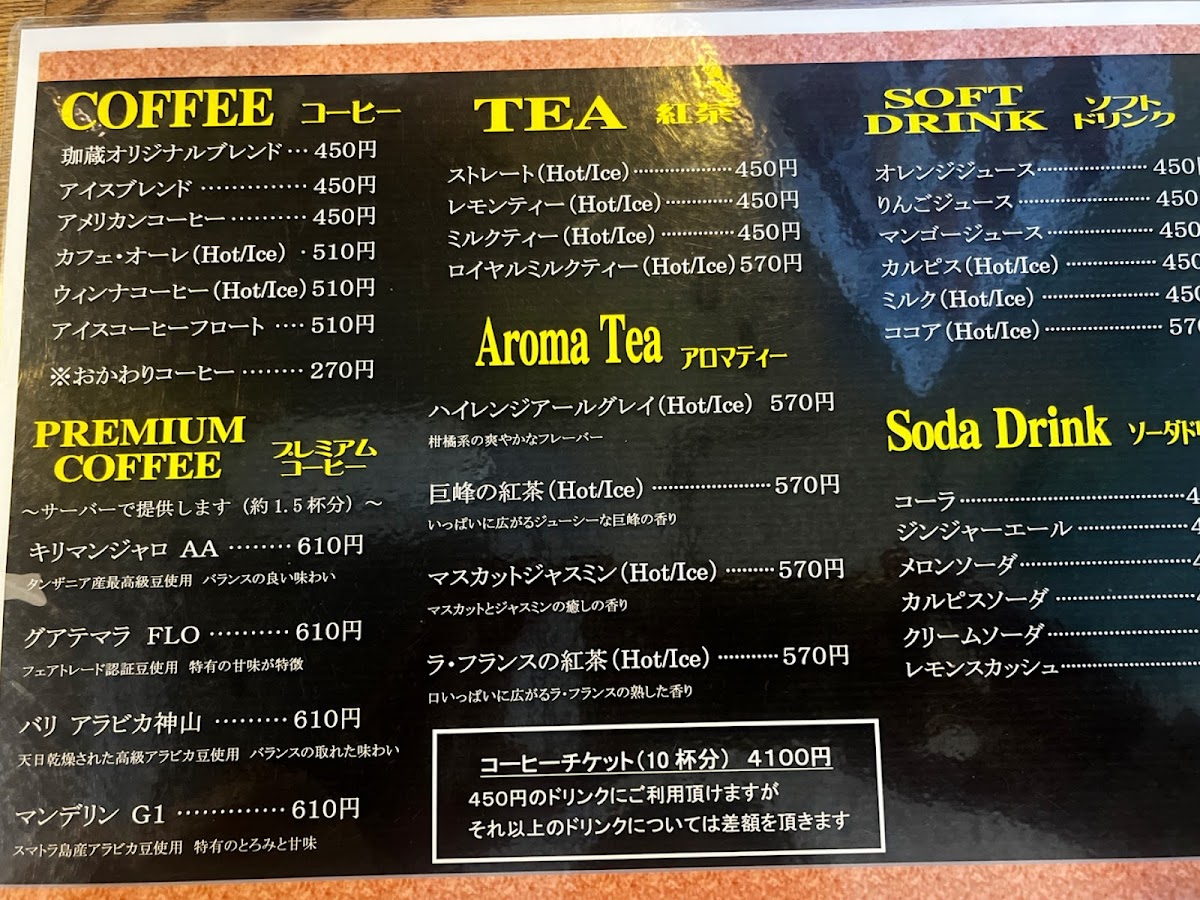 COFFEE コーヒー
珈蔵オリジナルブレンド … 450円
アイスブレンド …………… 450円
アメリカンコーヒー ………… 450円
カフェ・オーレ(Hot/Ice) ・510円
ウィンナコーヒー(Hot/Ice) 510円
アイスコーヒーフロート …. 510円
※おかわりコーヒー ……… 270円
PREMIUM
COFFEE プレミアム
コーヒー
～サーバーで提供します (約1.5杯分) ～
キリマンジャロ AA ……… 610円
タンザニア産最高級豆使用 バランスの良い味わい
グアテマラ FLO ………… 610円
フェアトレード認証豆使用 特有の甘味が特徴
バリ アラビカ神山 ……… 610円
天日乾燥された高級アラビカ豆使用 バランスの取れた味わい
マンデリン G1 ………… 610円
スマトラ島産アラビカ豆使用 特有のとろみと甘味
TEA 紅茶
ストレート(Hot/Ice) ………… 450円
レモンティー(Hot/Ice) ……… 450円
ミルクティー(Hot/Ice) ……… 450円
ロイヤルミルクティー(Hot/Ice) 570円
Aroma Tea アロマティー
ハイレンジアールグレイ(Hot/Ice) 570円
柑橘系の爽やかなフレーバー
巨峰の紅茶(Hot/Ice) ………… 570円
いっぱいに広がるジューシーな巨峰の香り
マスカットジャスミン(Hot/Ice) ……… 570円
マスカットとジャスミンの癒しの香り
ラ・フランスの紅茶(Hot/Ice) ……… 570円
口いっぱいに広がるラ・フランスの熟した香り
コーヒーチケット(10杯分) 4100円
450円のドリンクにご利用頂けますが
それ以上のドリンクについては差額を頂きます
SOFT
DRINK ソフト
ドリンク
オレンジジュース ………… 450円
りんごジュース ………… 450
マンゴージュース ………… 450
カルピス(Hot/Ice) ………… 450
ミルク(Hot/Ice) ………… 450
ココア(Hot/Ice) ………… 57
Soda Drink ソーダド
コーラ ……………… 4
ジンジャーエール ………… 4
メロンソーダ ……………
カルピスソーダ ……………
クリームソーダ ……………
レモンスカッシュ ……………